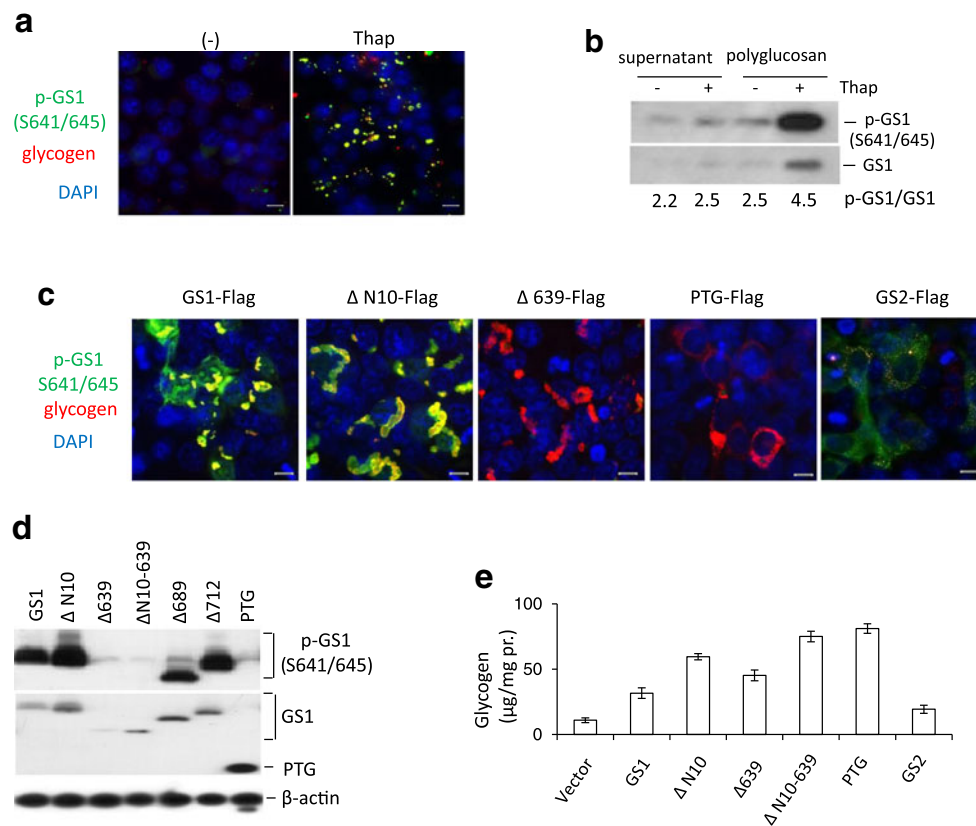 a
(-)
Thap
p-GS1
(S641/645)
glycogen
DAPI
b
supernatant
polyglucosan
- + - + Thap
p-GS1
(S641/645)
GS1
2.2 2.5 2.5 4.5 p-GS1/GS1
c
GS1-Flag
Δ N10-Flag
Δ 639-Flag
PTG-Flag
GS2-Flag
p-GS1
S641/645
glycogen
DAPI
d
GS1
Δ N10
Δ639
ΔN10-639
Δ689
Δ712
PTG
p-GS1
(S641/645)
GS1
PTG
β-actin
e
Glycogen
(µg/mg pr.)
100
50
0
Vector
GS1
Δ N10
Δ639
Δ N10-639
PTG
GS2